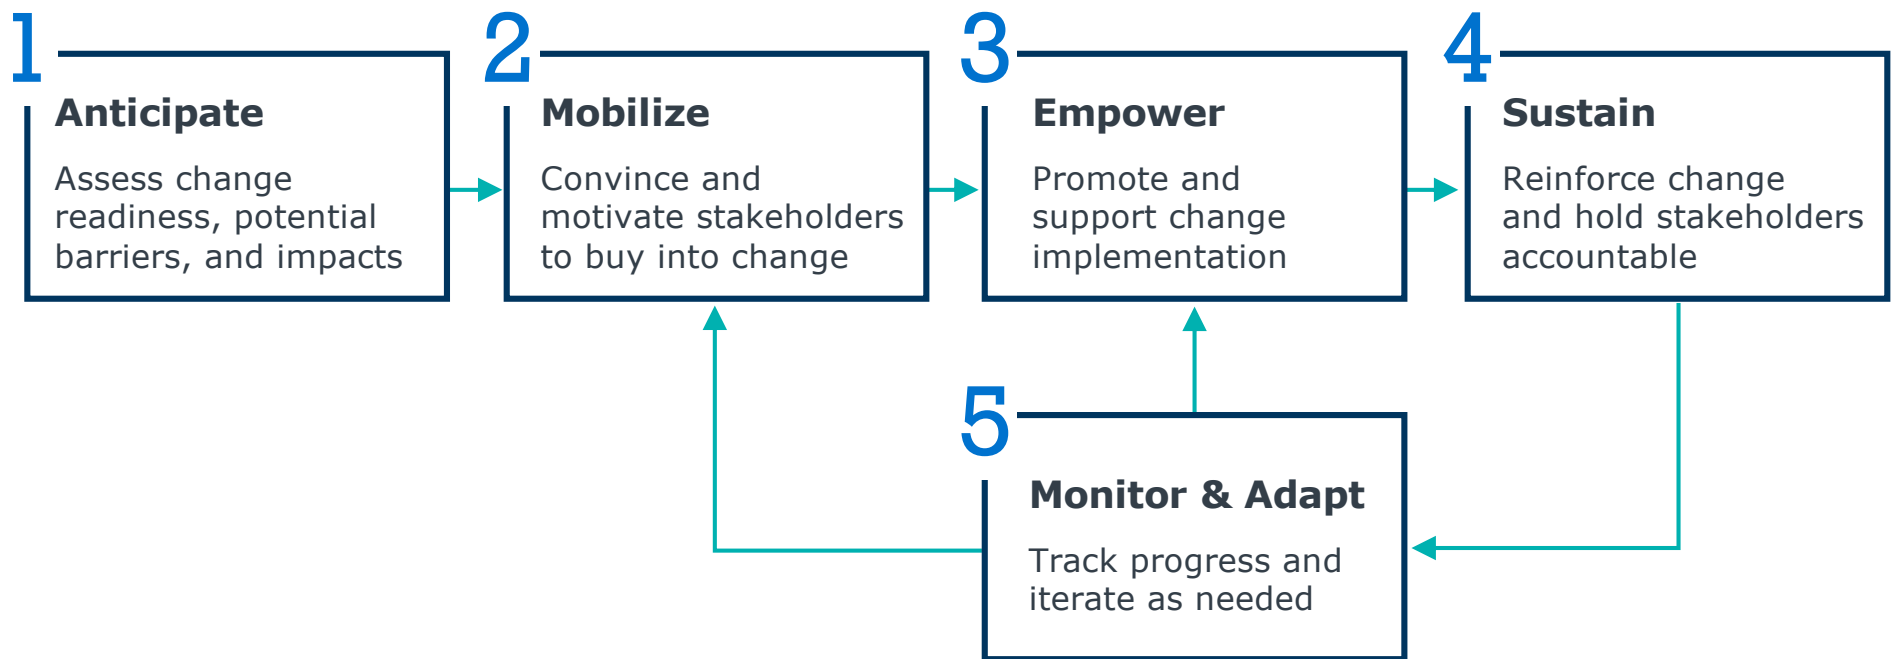 1
Anticipate
Assess change
readiness, potential
barriers, and impacts
2
Mobilize
Convince and
motivate stakeholders
to buy into change
3
Empower
Promote and
support change
implementation
4
Sustain
Reinforce change
and hold stakeholders
accountable
5
Monitor & Adapt
Track progress and
iterate as needed